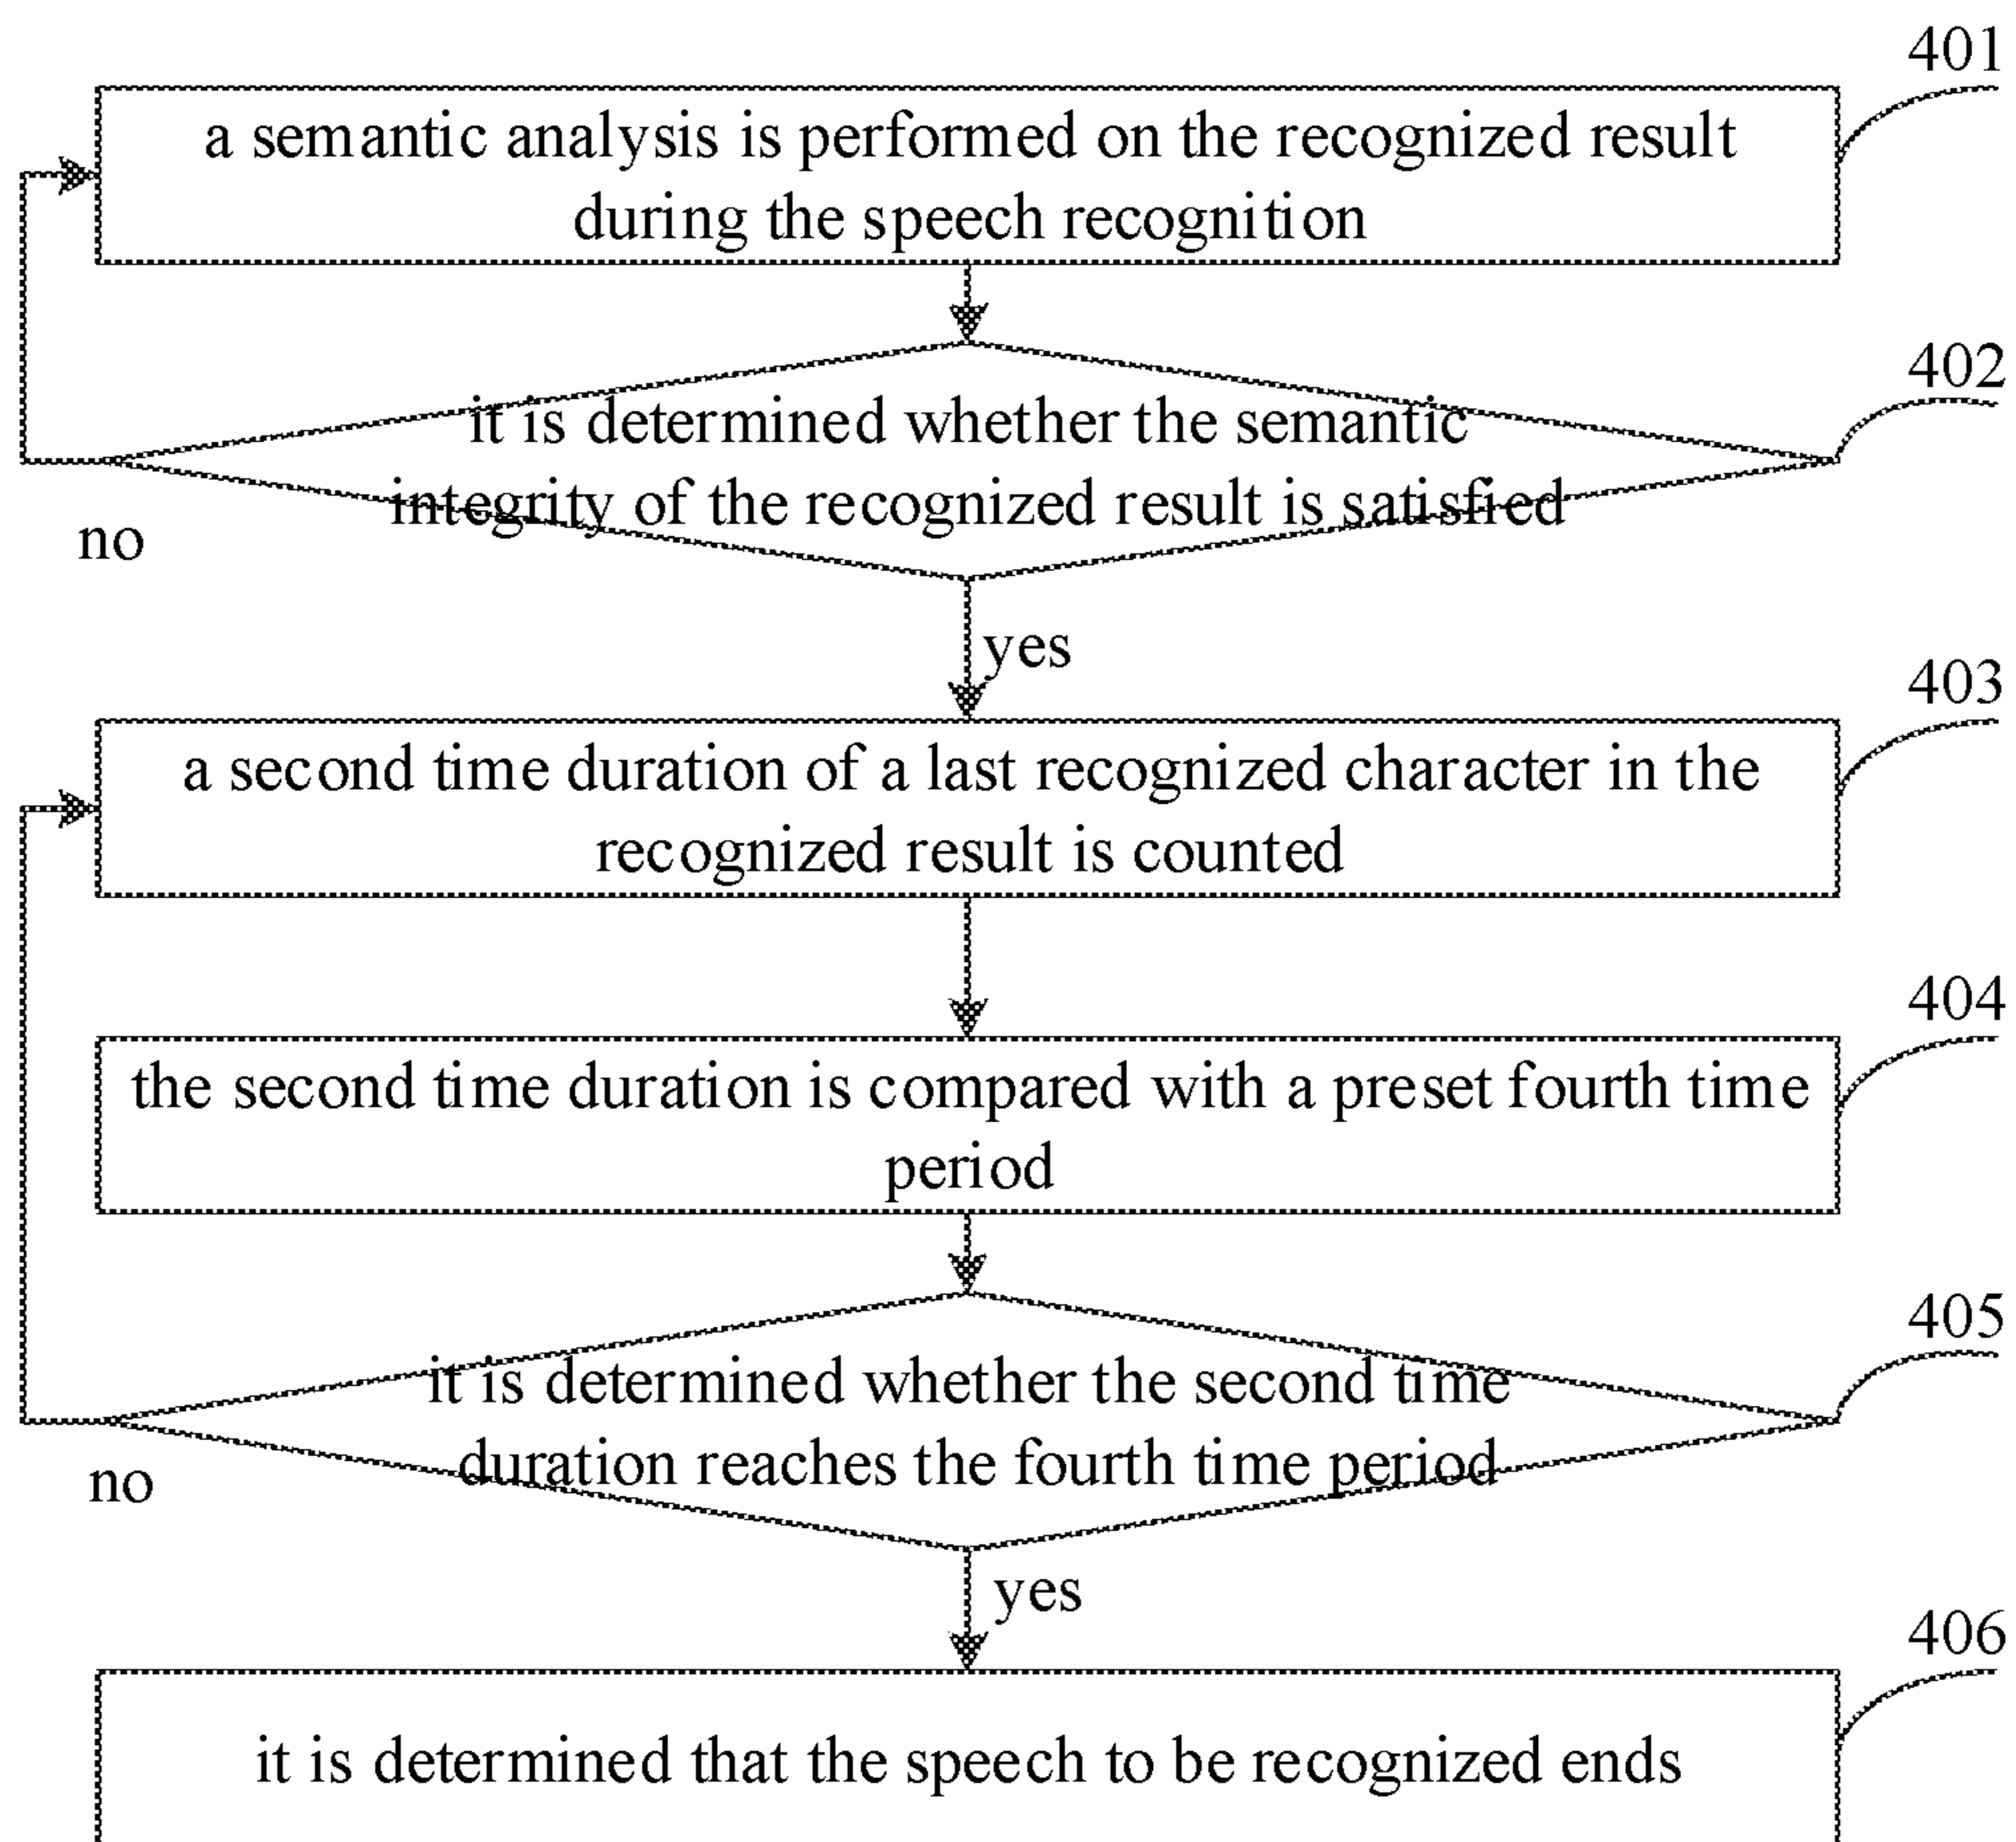 401
a semantic analysis is performed on the recognized result
during the speech recognition
402
it is determined whether the semantic
integrity of the recognized result is satisfied
no
yes
403
a second time duration of a last recognized character in the
recognized result is counted
404
the second time duration is compared with a preset fourth time
period
405
it is determined whether the second time
duration reaches the fourth time period
no
yes
406
it is determined that the speech to be recognized ends